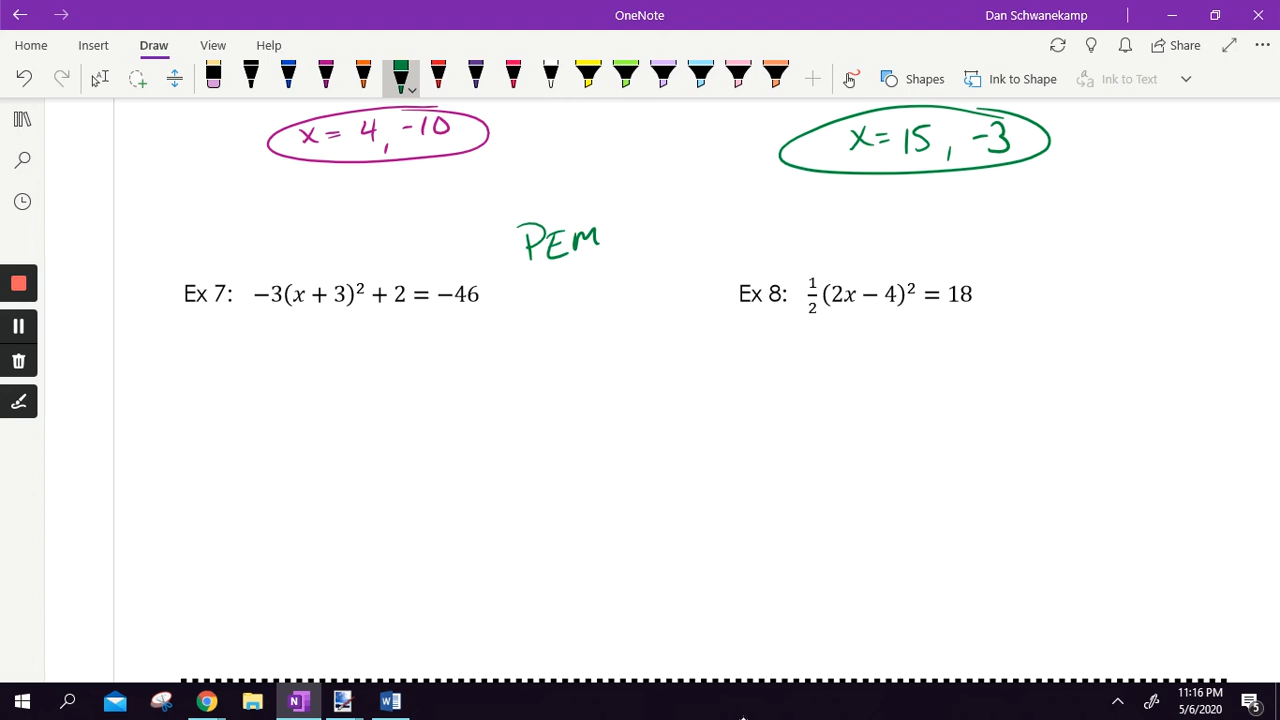 OneNote
Dan Schwanekamp
Home Insert Draw View Help
Share
Shapes Ink to Shape Ink to Text
x = 4, -10
x = 15, -3
PEM
Ex 7: −3(x + 3)² + 2 = −46
Ex 8: ½(2x − 4)² = 18
11:16 PM
5/6/2020
5